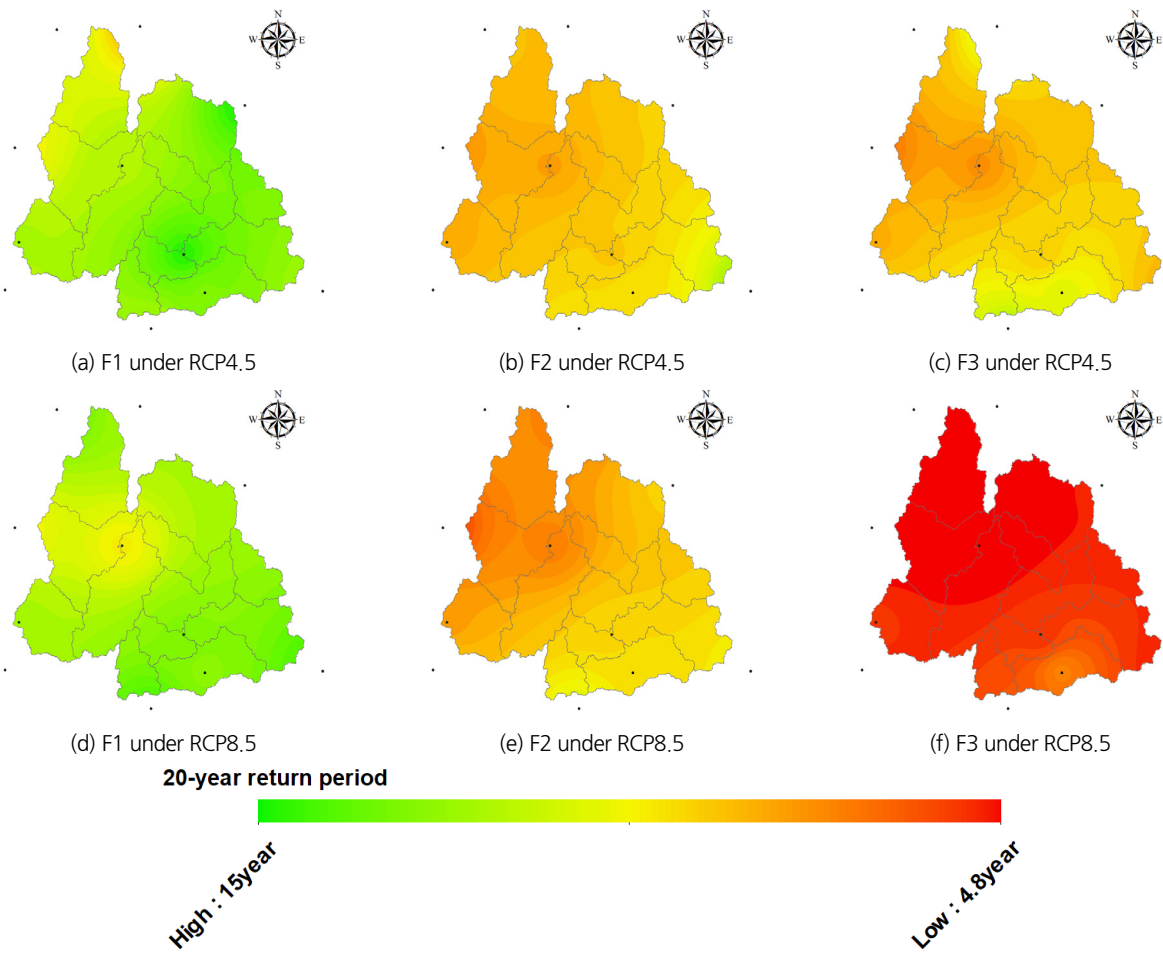 N
W E
S
N
W E
S
N
W E
S
(a) F1 under RCP4.5
(b) F2 under RCP4.5
(c) F3 under RCP4.5
N
W E
S
N
W E
S
N
W E
S
(d) F1 under RCP8.5
(e) F2 under RCP8.5
(f) F3 under RCP8.5
20-year return period
High : 15year
Low : 4.8year